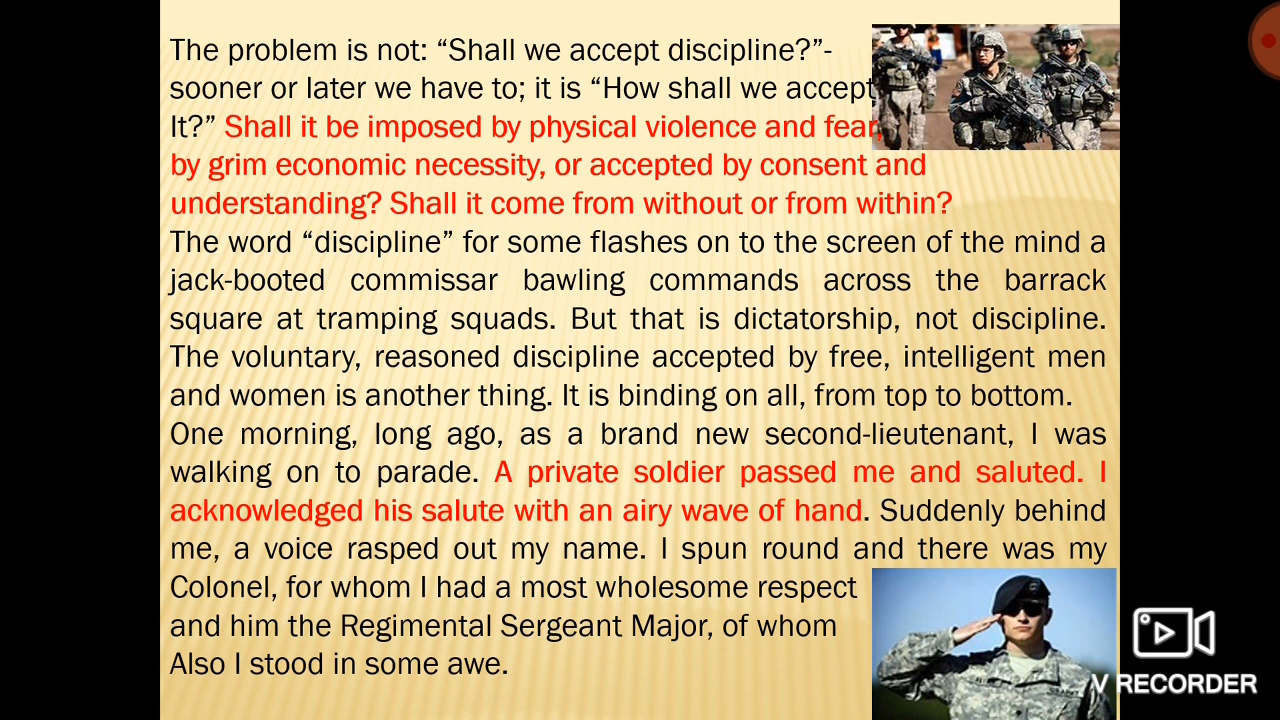 The problem is not: “Shall we accept discipline?”-
sooner or later we have to; it is “How shall we accept
It?” Shall it be imposed by physical violence and fear,
by grim economic necessity, or accepted by consent and
understanding? Shall it come from without or from within?
The word “discipline” for some flashes on to the screen of the mind a
jack-booted commissar bawling commands across the barrack
square at tramping squads. But that is dictatorship, not discipline.
The voluntary, reasoned discipline accepted by free, intelligent men
and women is another thing. It is binding on all, from top to bottom.
One morning, long ago, as a brand new second-lieutenant, I was
walking on to parade. A private soldier passed me and saluted. I
acknowledged his salute with an airy wave of hand. Suddenly behind
me, a voice rasped out my name. I spun round and there was my
Colonel, for whom I had a most wholesome respect
and him the Regimental Sergeant Major, of whom
Also I stood in some awe.
V RECORDER